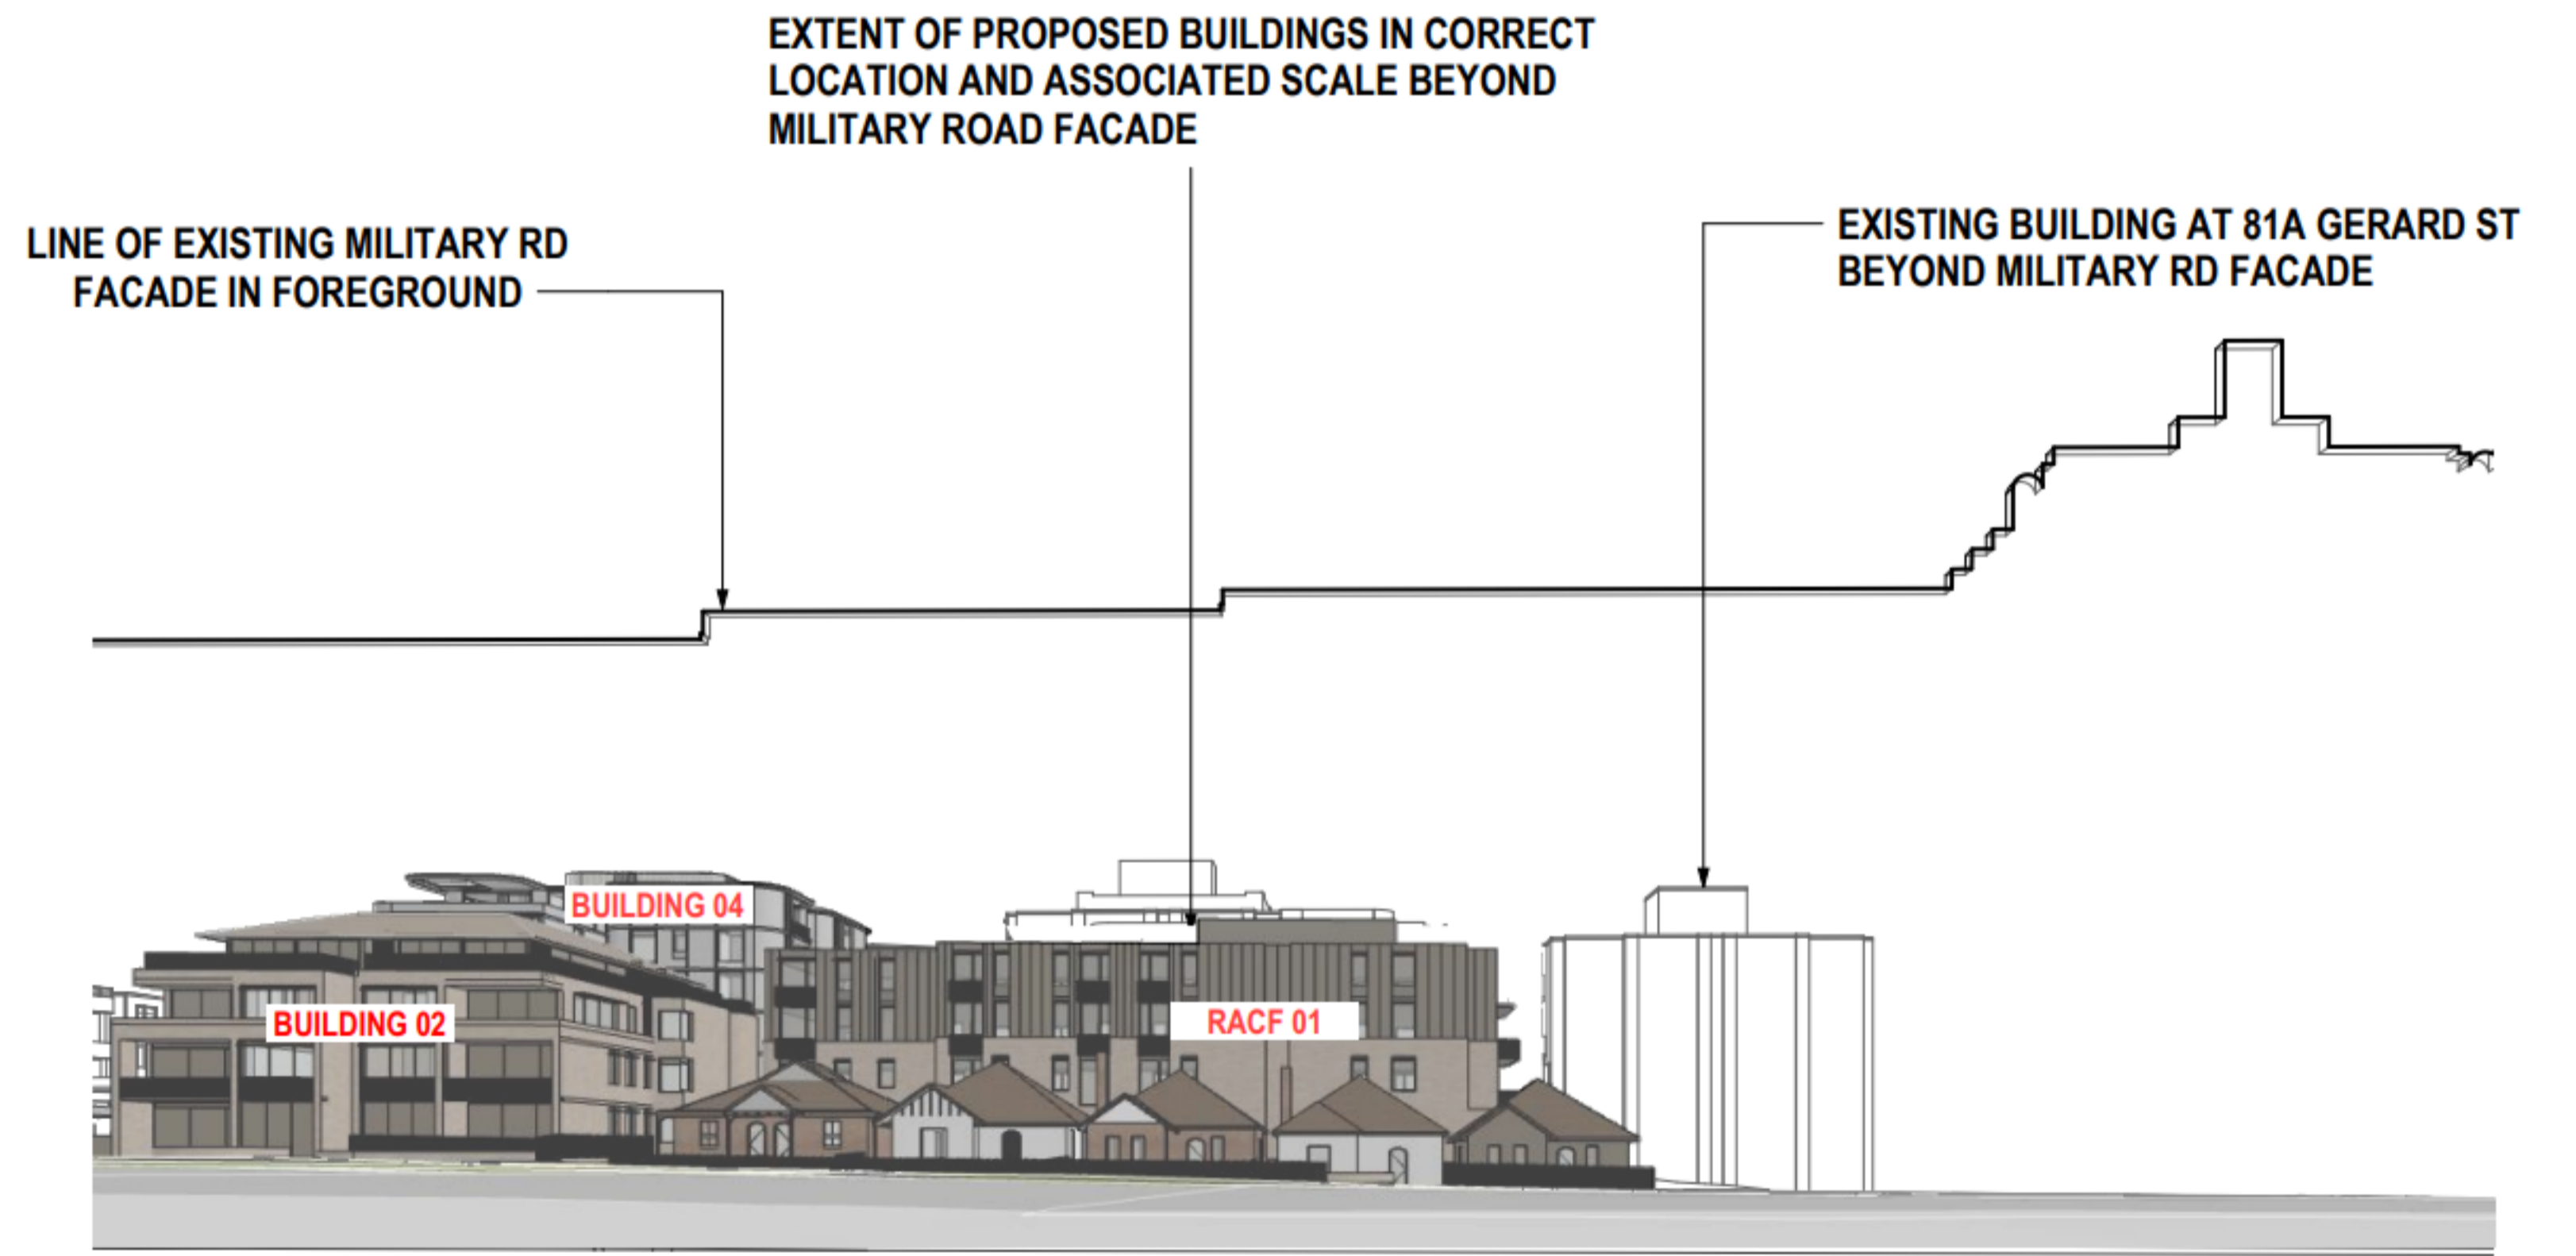 EXTENT OF PROPOSED BUILDINGS IN CORRECT
LOCATION AND ASSOCIATED SCALE BEYOND
MILITARY ROAD FACADE
LINE OF EXISTING MILITARY RD
FACADE IN FOREGROUND
EXISTING BUILDING AT 81A GERARD ST
BEYOND MILITARY RD FACADE
BUILDING 04
BUILDING 02
RACF 01